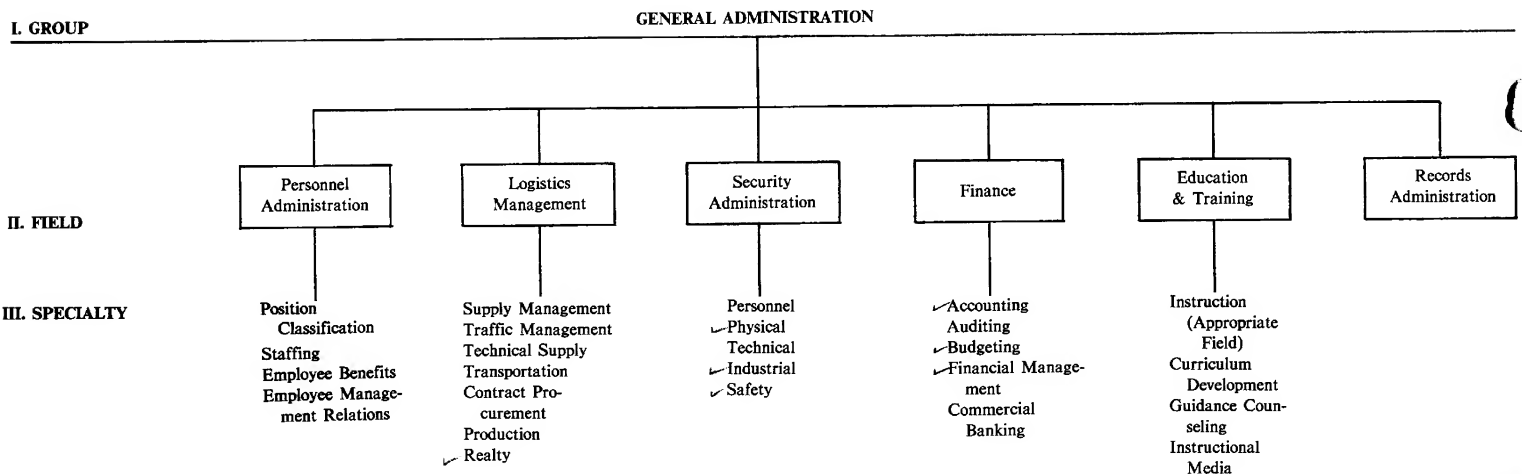 I. GROUP
GENERAL ADMINISTRATION
II. FIELD
Personnel
Administration
Logistics
Management
Security
Administration
Finance
Education
& Training
Records
Administration
III. SPECIALTY
Position
Classification
Staffing
Employee Benefits
Employee Manage-
ment Relations
Supply Management
Traffic Management
Technical Supply
Transportation
Contract Pro-
curement
Production
✓ Realty
Personnel
✓Physical
Technical
✓Industrial
✓Safety
✓Accounting
Auditing
✓Budgeting
✓Financial Manage-
ment
Commercial
Banking
Instruction
(Appropriate
Field)
Curriculum
Development
Guidance Coun-
seling
Instructional
Media